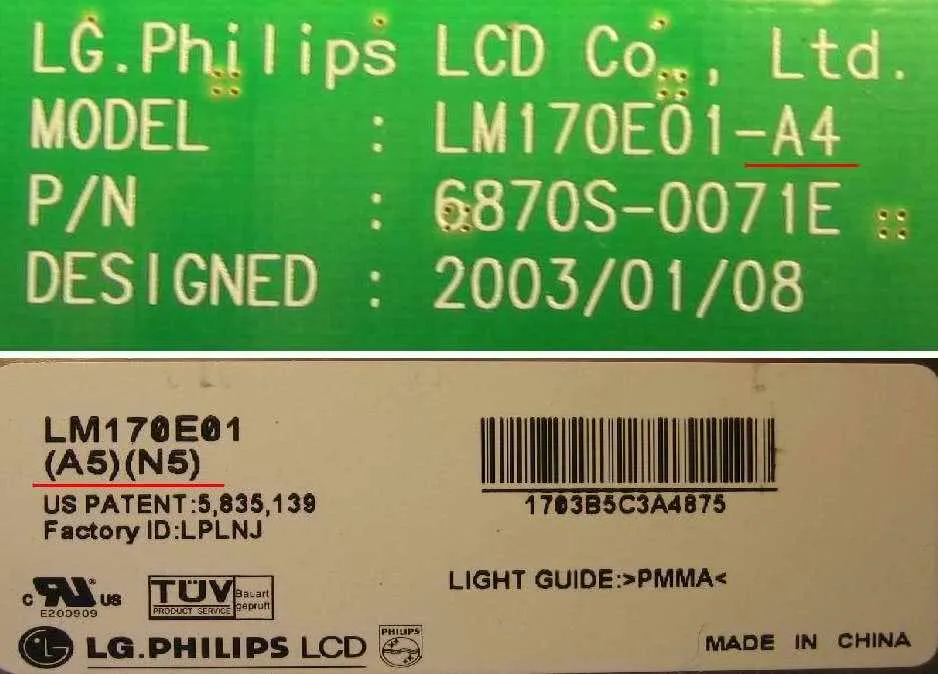 LG.Philips LCD Co., Ltd.
MODEL : LM170E01-A4
P/N : 6870S-0071E
DESIGNED : 2003/01/08
LM170E01
(A5)(N5)
US PATENT:5,835,139
Factory ID:LPLNJ
1703B5C3A4875
LIGHT GUIDE:>PMMA<
c RU ® US
E200909
TÜV
PRODUCT SERVICE
Bauart
geprüft
LG.PHILIPS LCD
PHILIPS
MADE IN CHINA